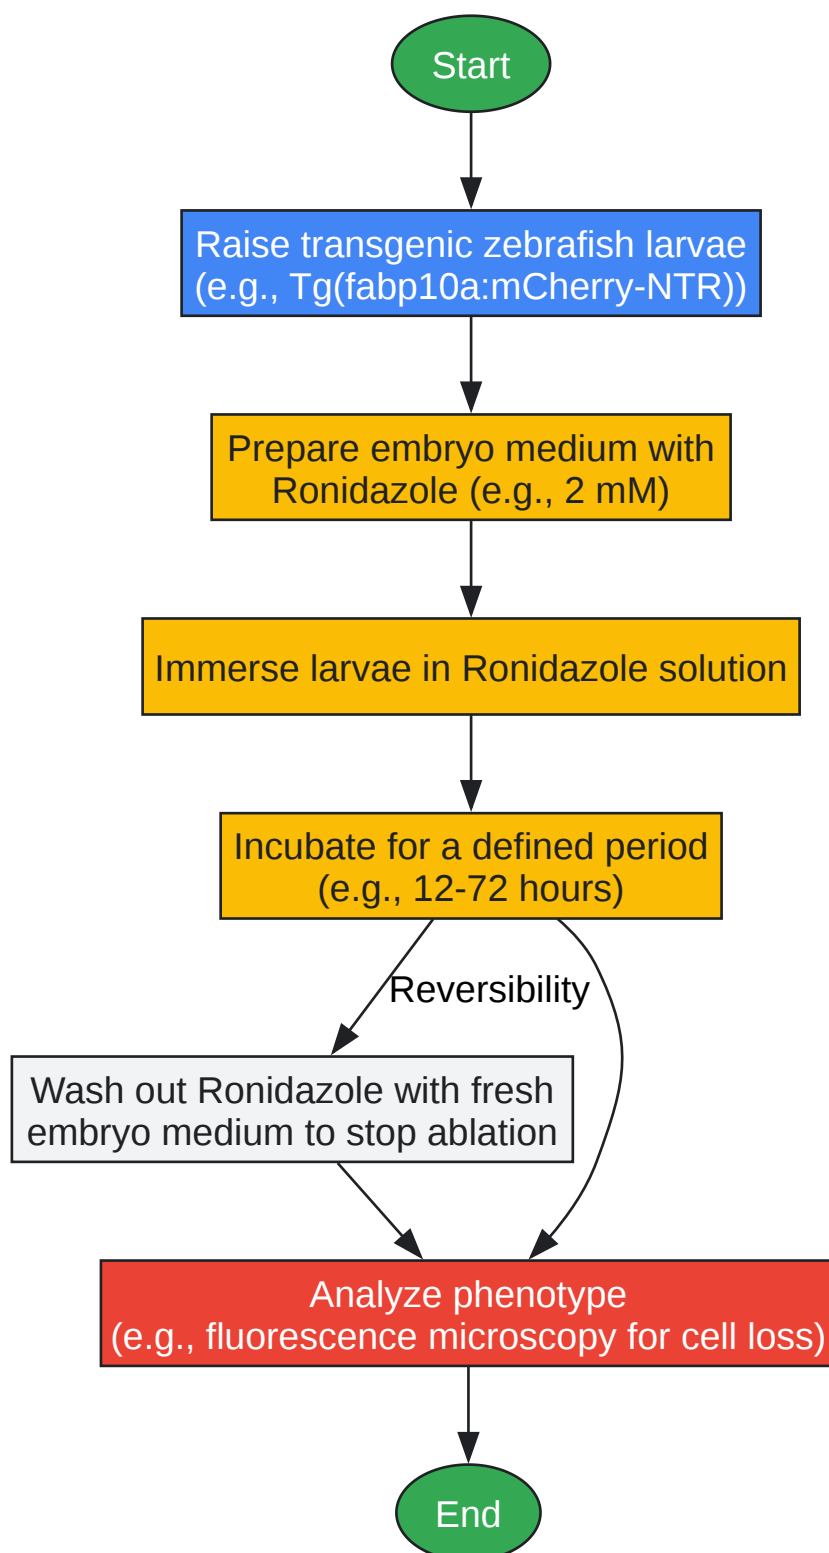 Start
Raise transgenic zebrafish larvae
(e.g., Tg(fabp10a:mCherry-NTR))
Prepare embryo medium with
Ronidazole (e.g., 2 mM)
Immerse larvae in Ronidazole solution
Incubate for a defined period
(e.g., 12-72 hours)
Reversibility
Wash out Ronidazole with fresh
embryo medium to stop ablation
Analyze phenotype
(e.g., fluorescence microscopy for cell loss)
End